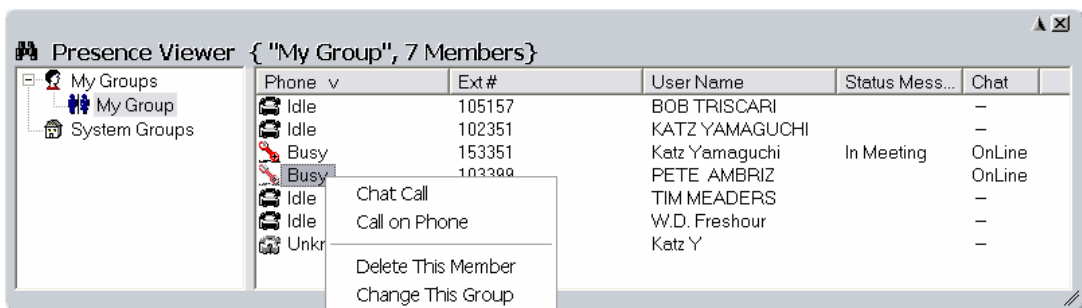 Presence Viewer { "My Group", 7 Members}
My Groups
My Group
System Groups
Phone v Ext # User Name Status Mess... Chat
Idle 105157 BOB TRISCARI –
Idle 102351 KATZ YAMAGUCHI –
Busy 153351 Katz Yamaguchi In Meeting OnLine
Busy 103399 PETE AMBRIZ OnLine
Idle TIM MEADERS –
Idle W.D. Freshour –
Unkr Katz Y –
Chat Call
Call on Phone
Delete This Member
Change This Group